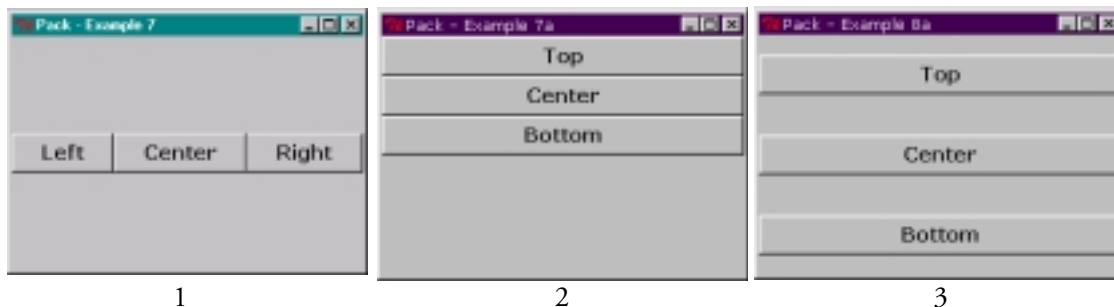 Pack - Example 7
Left Center Right
1
Pack - Example 7a
Top
Center
Bottom
2
Pack - Example 8a
Top
Center
Bottom
3